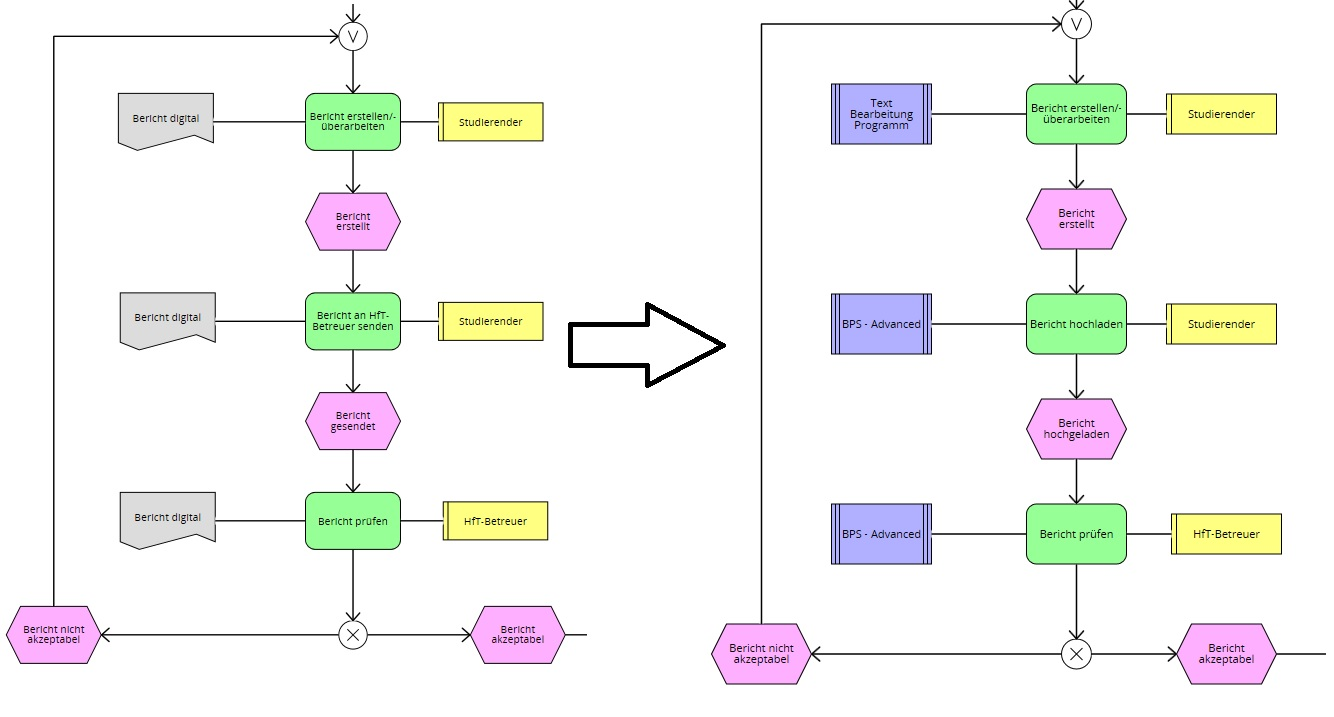 V
Bericht digital
Bericht erstellen/-
überarbeiten
Studierender
Bericht
erstellt
Bericht digital
Bericht an HfT-
Betreuer senden
Studierender
Bericht
gesendet
Bericht digital
Bericht prüfen
HfT-Betreuer
Bericht nicht
akzeptabel
X
Bericht
akzeptabel
V
Text
Bearbeitung
Programm
Bericht erstellen/-
überarbeiten
Studierender
Bericht
erstellt
BPS - Advanced
Bericht hochladen
Studierender
Bericht
hochgeladen
BPS - Advanced
Bericht prüfen
HfT-Betreuer
Bericht nicht
akzeptabel
X
Bericht
akzeptabel